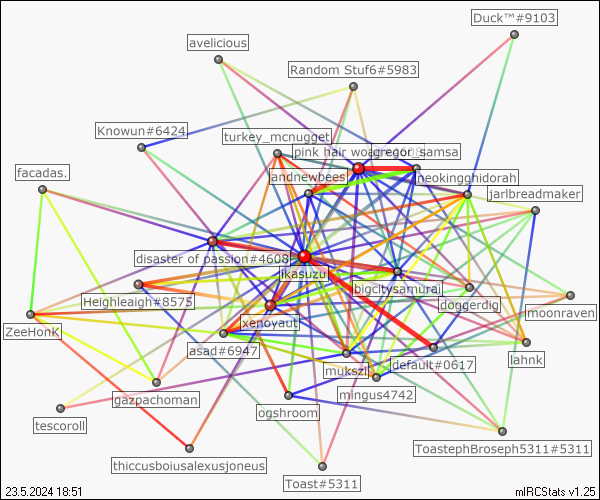 Duck™#9103
avelicious
Random Stuf6#5983
Knowun#6424
turkey_mcnugget
pink hair wo
gregor_samsa
facadas.
andnewbees
neokingghidorah
jarlbreadmaker
disaster of passion#4608
ikasuzu
bigcitysamurai
Heighleaigh#8575
doggerdig
moonraven
xenoyaut
ZeeHonk
asad#6947
lahnk
mukszi
default#0617
mingus4742
gazpachoman
ogshroom
tescoroll
ToastephBroseph5311#5311
thiccusboiusalexusjoneus
Toast#5311
23.5.2024 18:51
mIRCStats v1.25